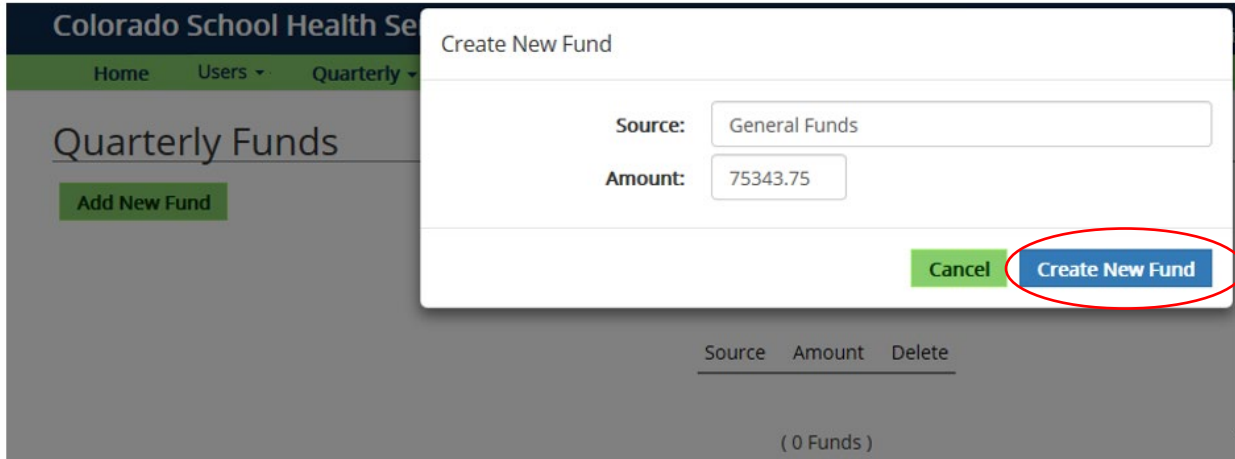 Colorado School Health Se
Create New Fund
Home Users Quarterly
Source: General Funds
Quarterly Funds
Amount: 75343.75
Add New Fund
Cancel Create New Fund
Source Amount Delete
( 0 Funds )